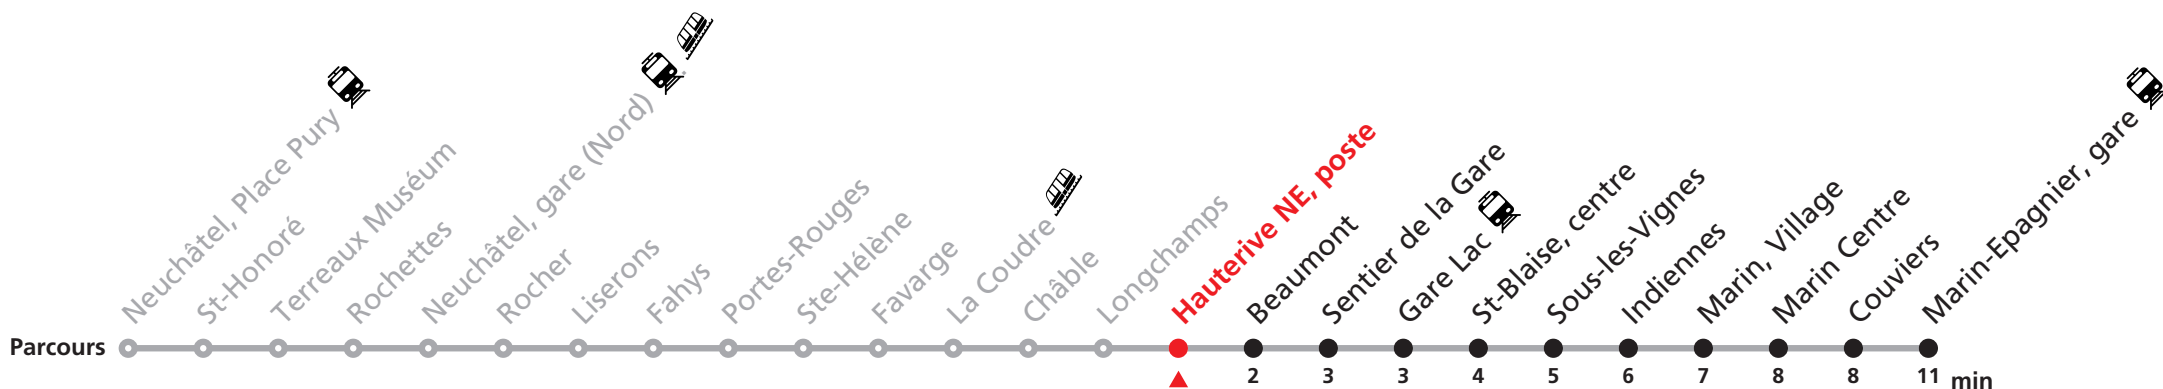 Neuchâtel, Place Pury
St-Honoré
Terreaux Muséum
Rochettes
Neuchâtel, gare (Nord)
Rocher
Liserons
Fahys
Portes-Rouges
Ste-Hélène
Favarge
La Coudre
Châble
Longchamps
Hauterive NE, poste
Beaumont
Sentier de la Gare
Gare Lac
St-Blaise, centre
Sous-les-Vignes
Indiennes
Marin, Village
Marin Centre
Couviers
Marin-Epagnier, gare
Parcours
2 3 3 4 5 6 7 8 8 11 min